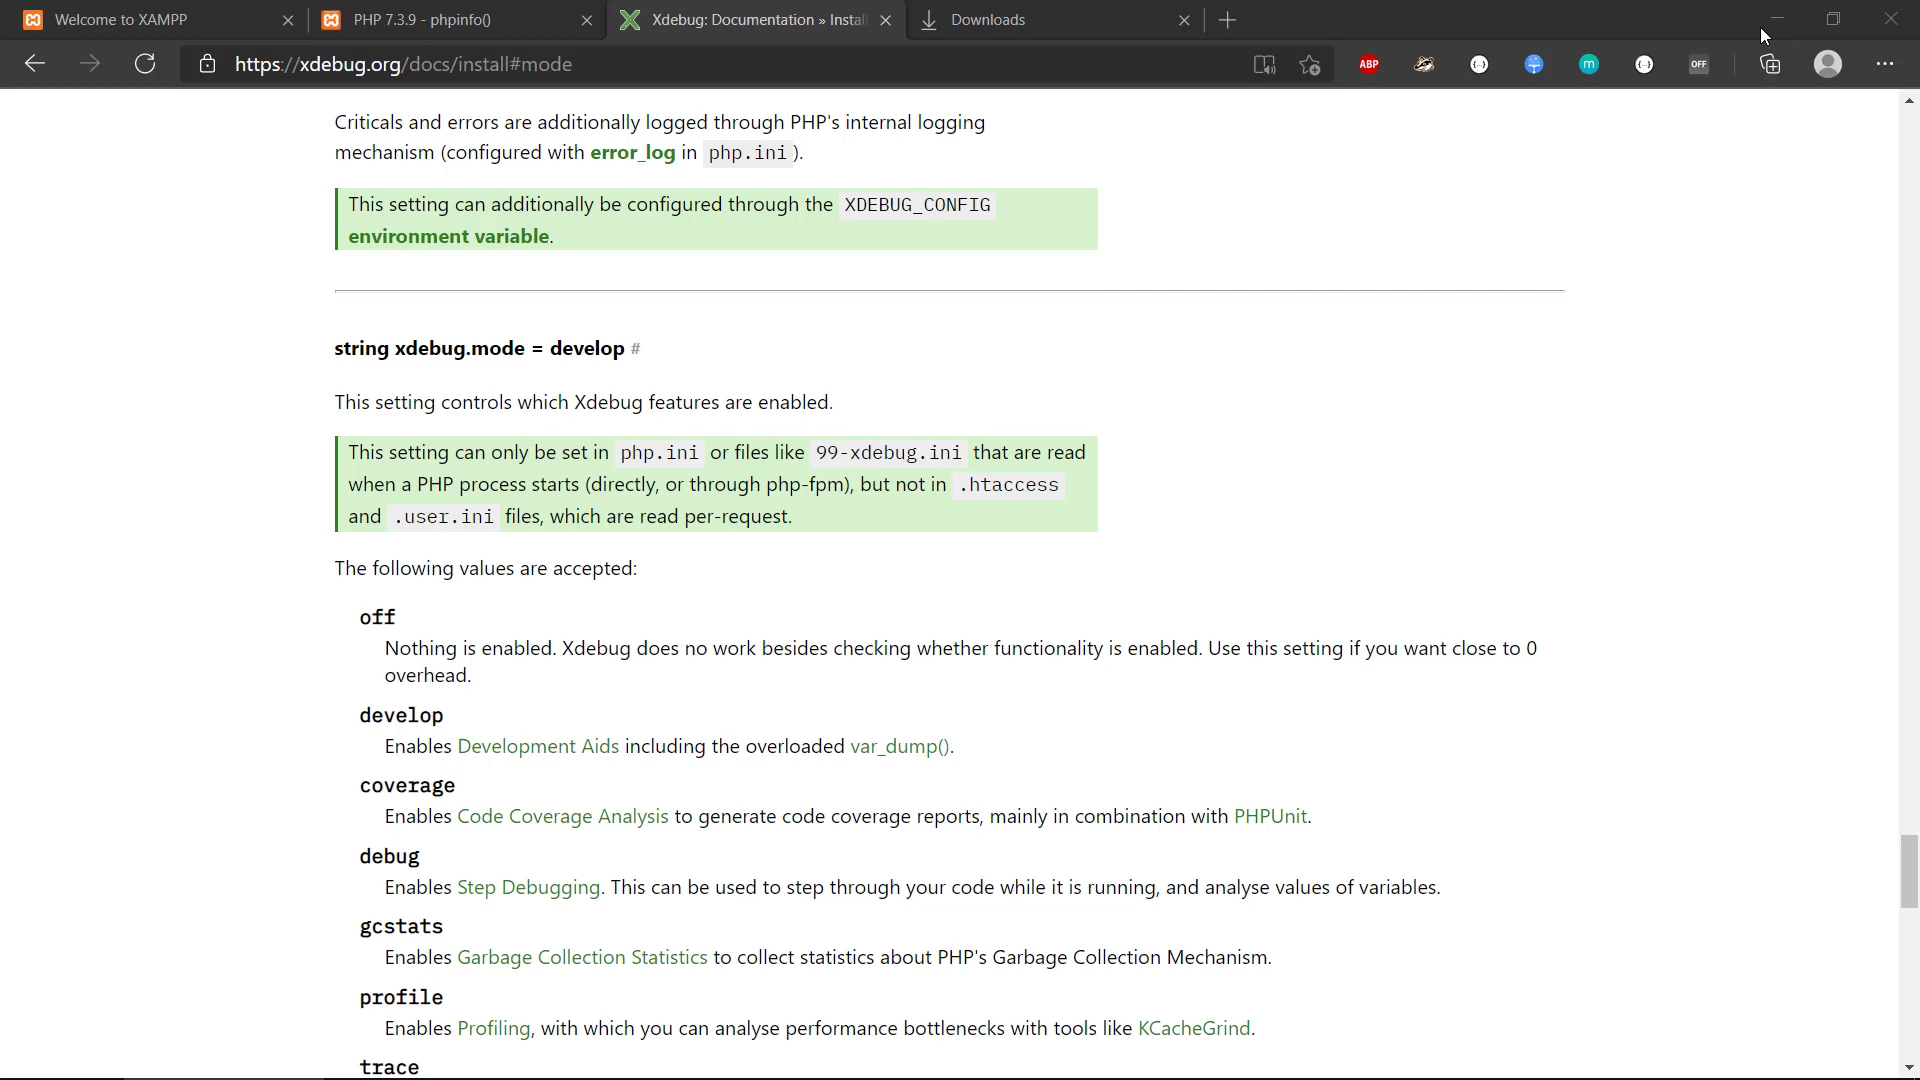 Welcome to XAMPP
PHP 7.3.9 - phpinfo()
Xdebug: Documentation » Instal
Downloads
https://xdebug.org/docs/install#mode
ABP
m
OFF
Criticals and errors are additionally logged through PHP's internal logging
mechanism (configured with error_log in php.ini ).
This setting can additionally be configured through the XDEBUG_CONFIG
environment variable.
string xdebug.mode = develop #
This setting controls which Xdebug features are enabled.
This setting can only be set in php.ini or files like 99-xdebug.ini that are read
when a PHP process starts (directly, or through php-fpm), but not in .htaccess
and .user.ini files, which are read per-request.
The following values are accepted:
off
Nothing is enabled. Xdebug does no work besides checking whether functionality is enabled. Use this setting if you want close to 0
overhead.
develop
Enables Development Aids including the overloaded var_dump().
coverage
Enables Code Coverage Analysis to generate code coverage reports, mainly in combination with PHPUnit.
debug
Enables Step Debugging. This can be used to step through your code while it is running, and analyse values of variables.
gcstats
Enables Garbage Collection Statistics to collect statistics about PHP's Garbage Collection Mechanism.
profile
Enables Profiling, with which you can analyse performance bottlenecks with tools like KCacheGrind.
trace